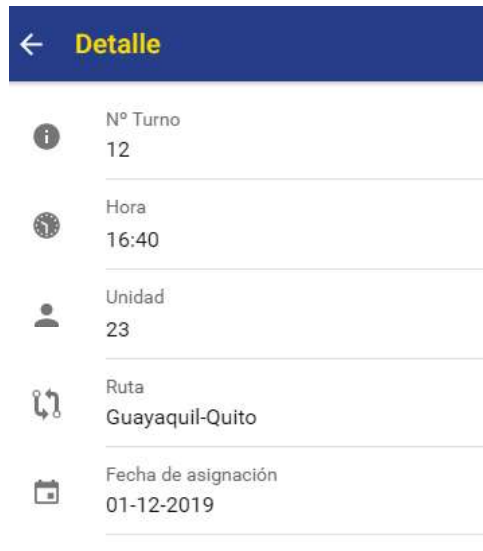 Detalle
Nº Turno
12
Hora
16:40
Unidad
23
Ruta
Guayaquil-Quito
Fecha de asignación
01-12-2019